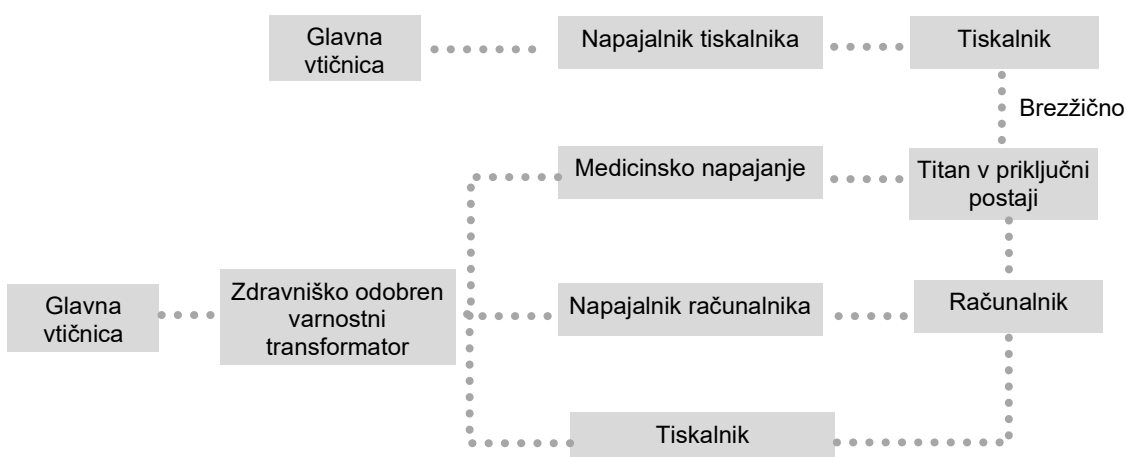 Glavna
vtičnica
Napajalnik tiskalnika
Tiskalnik
Brezžično
Medicinsko napajanje
Titan v priključni
postaji
Glavna
vtičnica
Zdravniško odobren
varnostni
transformator
Napajalnik računalnika
Računalnik
Tiskalnik